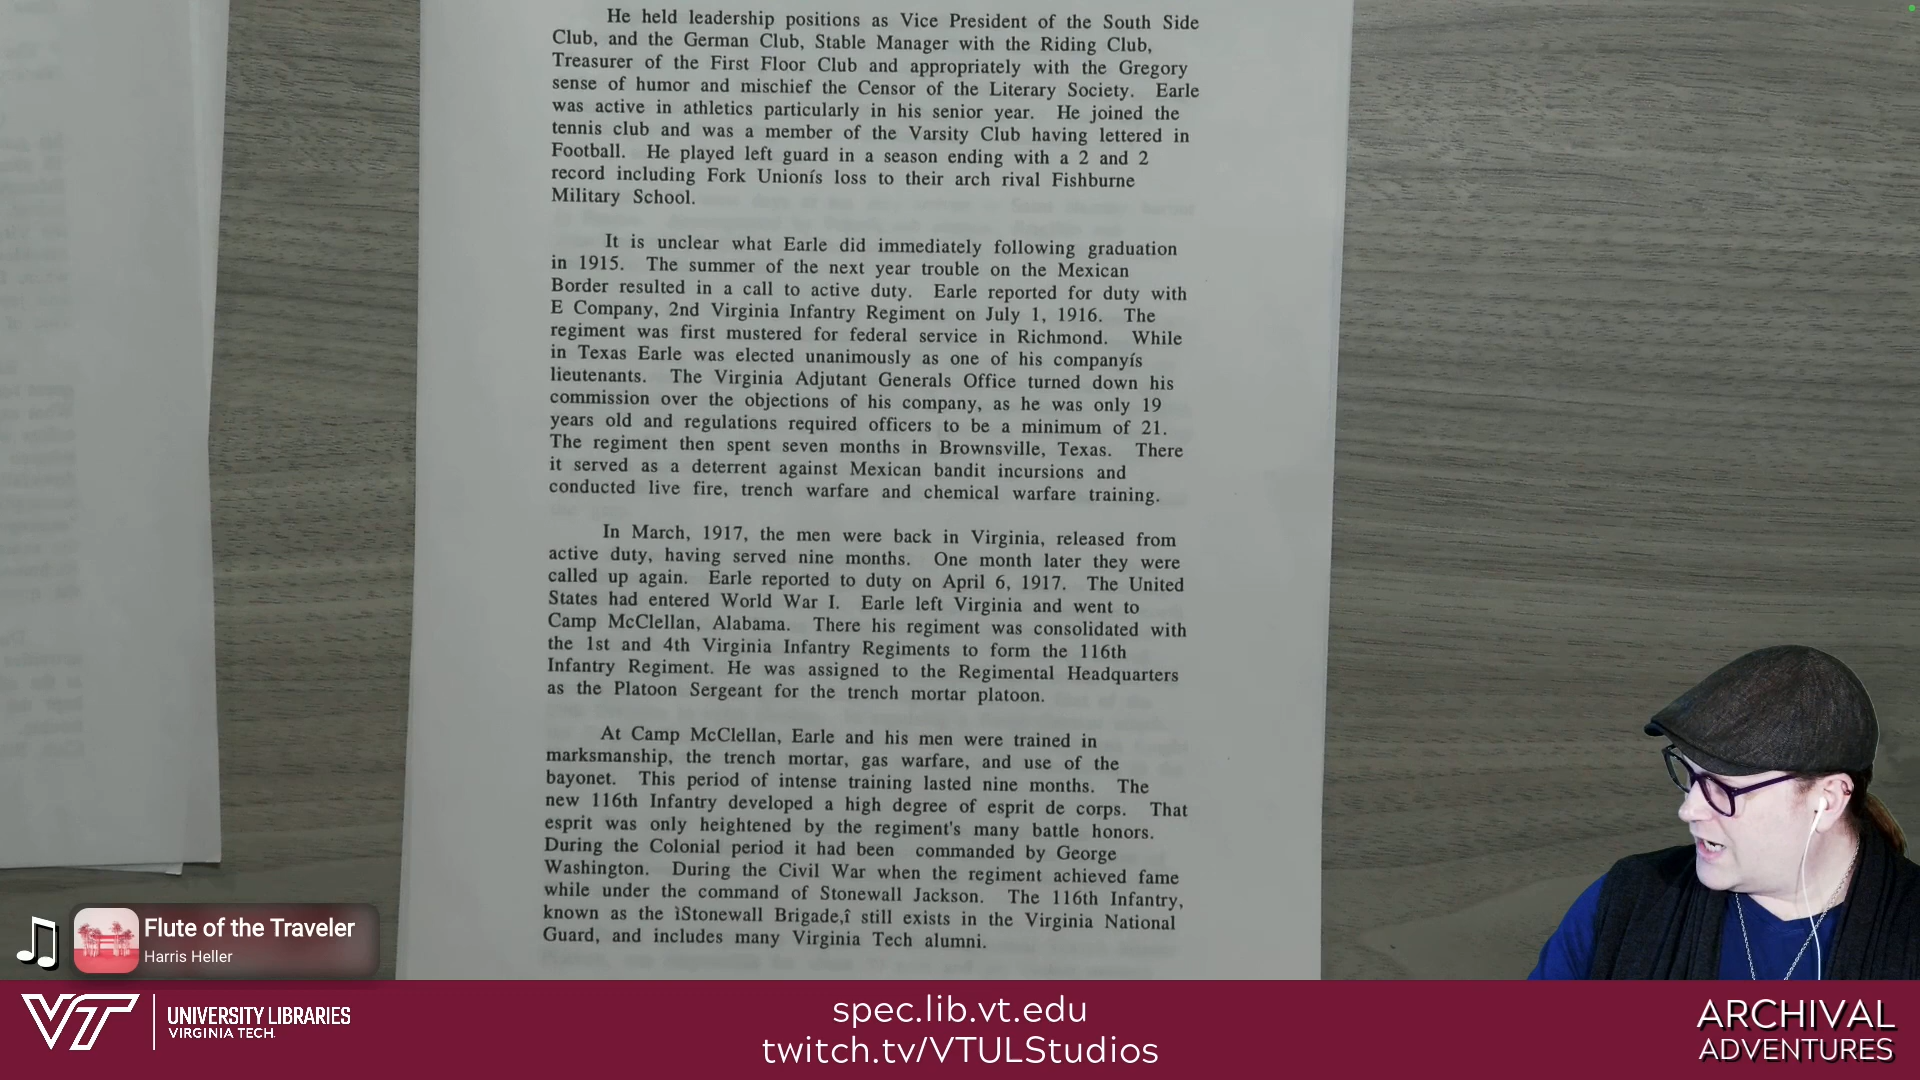 He held leadership positions as Vice President of the South Side
Club, and the German Club, Stable Manager with the Riding Club,
Treasurer of the First Floor Club and appropriately with the Gregory
sense of humor and mischief the Censor of the Literary Society. Earle
was active in athletics particularly in his senior year. He joined the
tennis club and was a member of the Varsity Club having lettered in
Football. He played left guard in a season ending with a 2 and 2
record including Fork Unionís loss to their arch rival Fishburne
Military School.
It is unclear what Earle did immediately following graduation
in 1915. The summer of the next year trouble on the Mexican
Border resulted in a call to active duty. Earle reported for duty with
E Company, 2nd Virginia Infantry Regiment on July 1, 1916. The
regiment was first mustered for federal service in Richmond. While
in Texas Earle was elected unanimously as one of his companyís
lieutenants. The Virginia Adjutant Generals Office turned down his
commission over the objections of his company, as he was only 19
years old and regulations required officers to be a minimum of 21.
The regiment then spent seven months in Brownsville, Texas. There
it served as a deterrent against Mexican bandit incursions and
conducted live fire, trench warfare and chemical warfare training.
In March, 1917, the men were back in Virginia, released from
active duty, having served nine months. One month later they were
called up again. Earle reported to duty on April 6, 1917. The United
States had entered World War I. Earle left Virginia and went to
Camp McClellan, Alabama. There his regiment was consolidated with
the 1st and 4th Virginia Infantry Regiments to form the 116th
Infantry Regiment. He was assigned to the Regimental Headquarters
as the Platoon Sergeant for the trench mortar platoon.
At Camp McClellan, Earle and his men were trained in
marksmanship, the trench mortar, gas warfare, and use of the
bayonet. This period of intense training lasted nine months. The
new 116th Infantry developed a high degree of esprit de corps. That
esprit was only heightened by the regiment's many battle honors.
During the Colonial period it had been commanded by George
Washington. During the Civil War when the regiment achieved fame
while under the command of Stonewall Jackson. The 116th Infantry,
known as the ìStonewall Brigade,î still exists in the Virginia National
Guard, and includes many Virginia Tech alumni.
Flute of the Traveler
Harris Heller
VT
UNIVERSITY LIBRARIES
VIRGINIA TECH.
spec.lib.vt.edu
twitch.tv/VTULStudios
ARCHIVAL
ADVENTURES